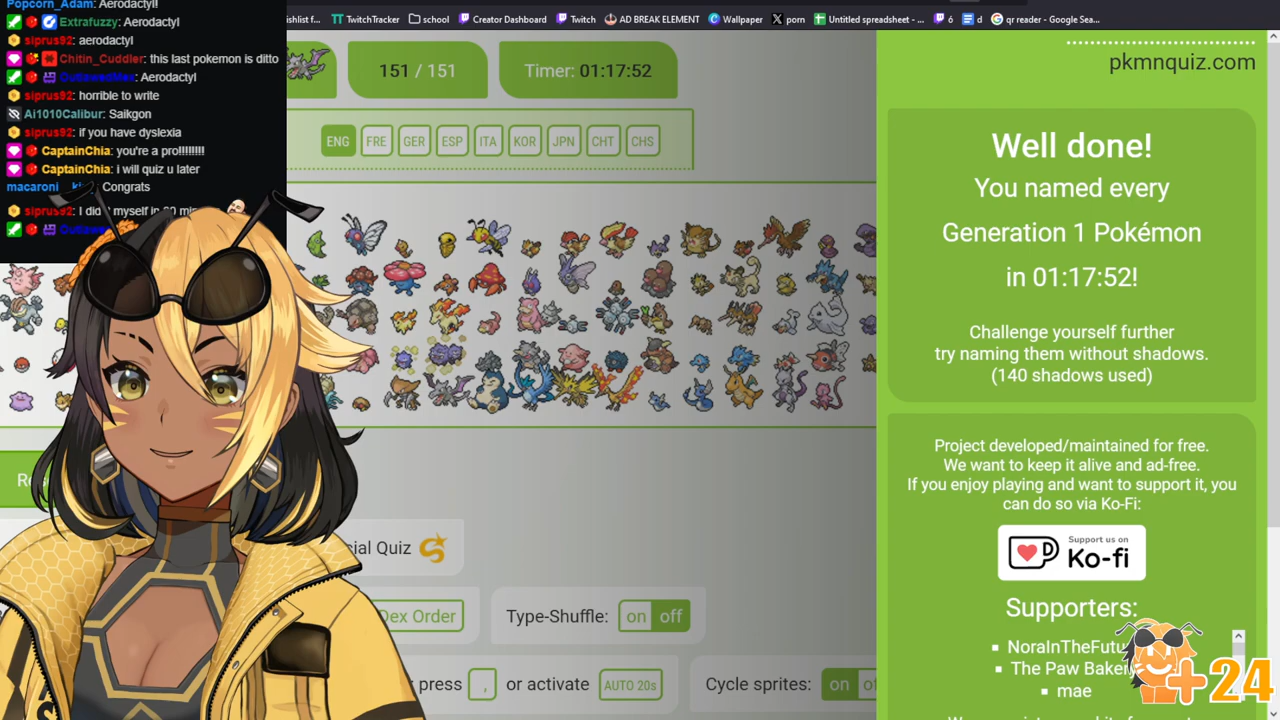 ishlist f...
TwitchTracker
school
Creator Dashboard
Twitch
AD BREAK ELEMENT
Wallpaper
porn
Untitled spreadsheet - ...
6
d
qr reader - Google Sea...
Popcorn_Adam: Aerodactyl!
Extrafuzzy: Aerodactyl
siprus92: aerodactyl
Chitin_Cuddler: this last pokemon is ditto
OutlawedMex: Aerodactyl
siprus92: horrible to write
Ai1010Calibur: Saikgon
siprus92: if you have dyslexia
CaptainChia: you're a pro!!!!!!!!
CaptainChia: i will quiz u later
Congrats
siprus92: I did
myself in
151 / 151
Timer: 01:17:52
ENG
FRE
GER
ESP
ITA
KOR
JPN
CHT
CHS
Quiz
Dex Order
Type-Shuffle:
on
off
press
,
or activate
AUTO 20s
Cycle sprites:
on
pkmnquiz.com
Well done!
You named every
Generation 1 Pokémon
in 01:17:52!
Challenge yourself further
try naming them without shadows.
(140 shadows used)
Project developed/maintained for free.
We want to keep it alive and ad-free.
If you enjoy playing and want to support it, you
can do so via Ko-Fi:
Support us on
Ko-fi
Supporters:
NoraInTheFutu
The Paw Baker
mae
+24